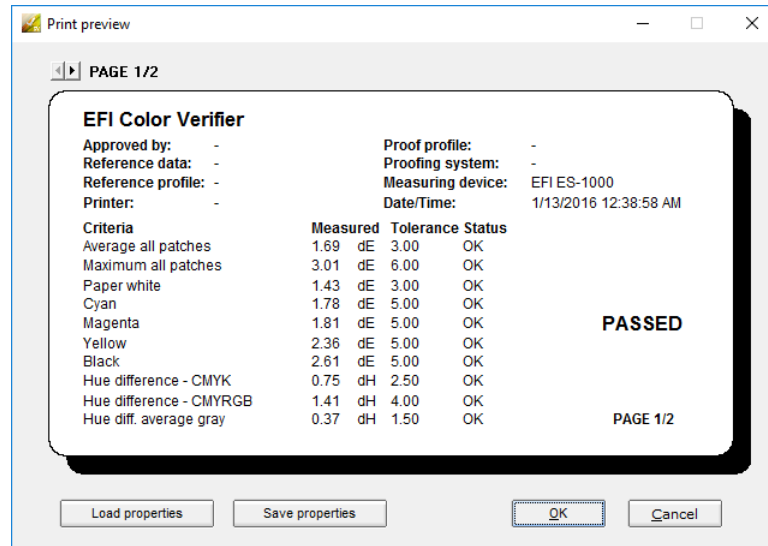 Print preview
PAGE 1/2
EFI Color Verifier
Approved by: - Proof profile: -
Reference data: - Proofing system: -
Reference profile: - Measuring device: EFI ES-1000
Printer: - Date/Time: 1/13/2016 12:38:58 AM
Criteria Measured Tolerance Status
Average all patches 1.69 dE 3.00 OK
Maximum all patches 3.01 dE 6.00 OK
Paper white 1.43 dE 3.00 OK
Cyan 1.78 dE 5.00 OK
Magenta 1.81 dE 5.00 OK
PASSED
Yellow 2.36 dE 5.00 OK
Black 2.61 dE 5.00 OK
Hue difference - CMYK 0.75 dH 2.50 OK
Hue difference - CMYRGB 1.41 dH 4.00 OK
Hue diff. average gray 0.37 dH 1.50 OK
PAGE 1/2
Load properties Save properties OK Cancel